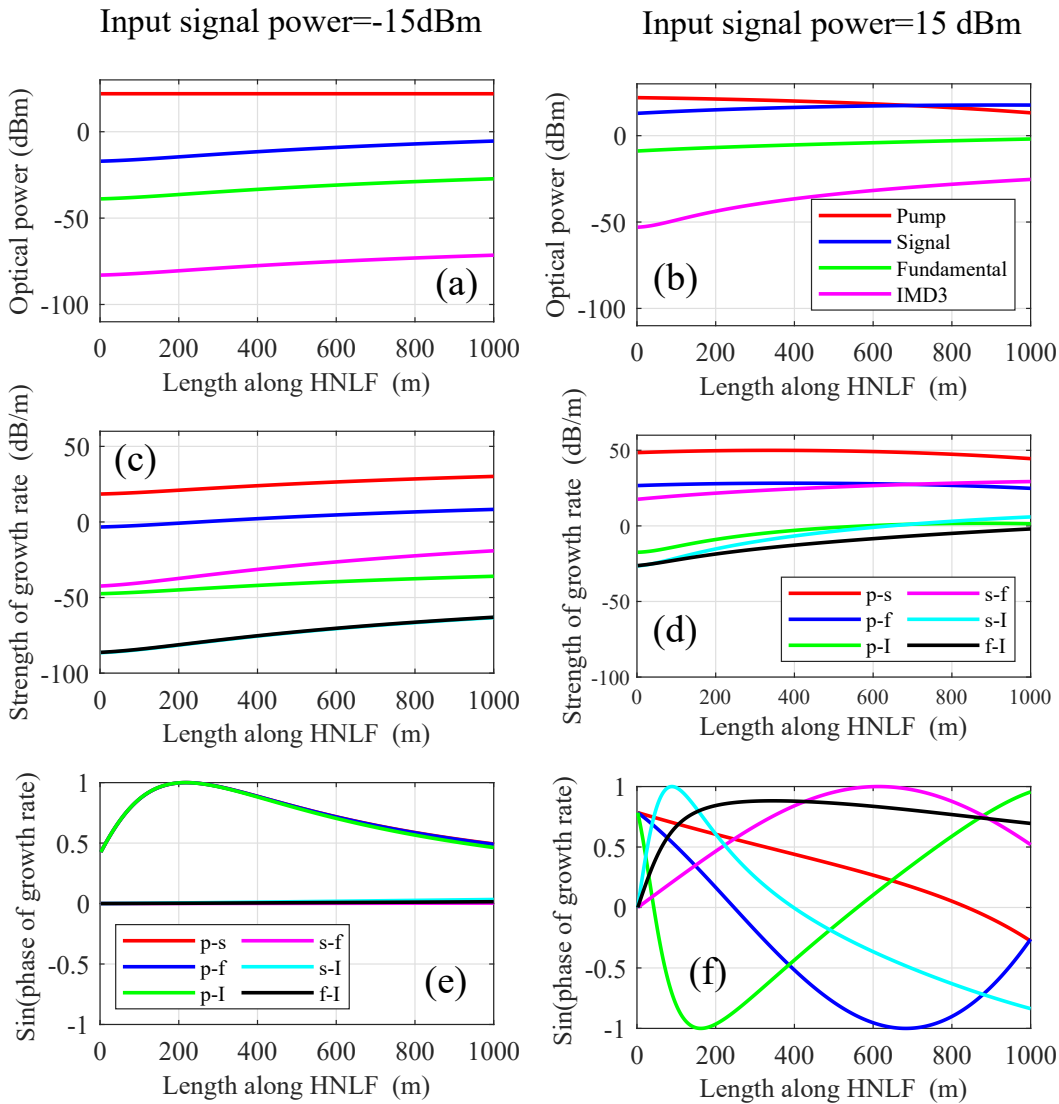 Input signal power=-15dBm
Input signal power=15 dBm
Optical power (dBm)
0
-50
-100
0 200 400 600 800 1000
Length along HNLF (m)
(a)
Optical power (dBm)
0
-50
-100
0 200 400 600 800 1000
Length along HNLF (m)
(b)
Pump
Signal
Fundamental
IMD3
Strength of growth rate (dB/m)
50
0
-50
-100
0 200 400 600 800 1000
Length along HNLF (m)
(c)
Strength of growth rate (dB/m)
50
0
-50
-100
0 200 400 600 800 1000
Length along HNLF (m)
(d)
p-s s-f
p-f s-I
p-I f-I
Sin(phase of growth rate)
1
0.5
0
-0.5
-1
0 200 400 600 800 1000
Length along HNLF (m)
p-s s-f
p-f s-I
p-I f-I
(e)
Sin(phase of growth rate)
1
0.5
0
-0.5
-1
0 200 400 600 800 1000
Length along HNLF (m)
(f)